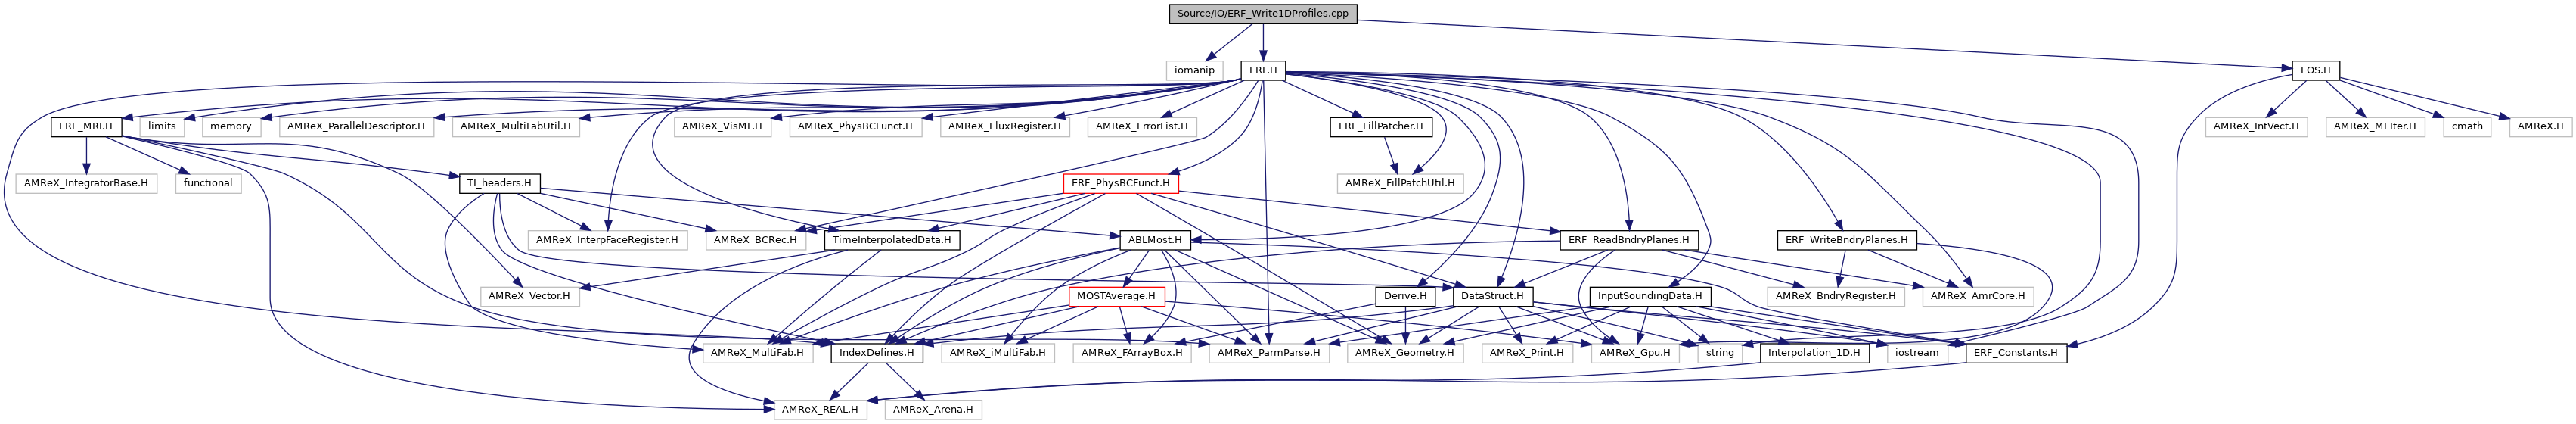 Source/IO/ERF_Write1DProfiles.cpp
iomanip
ERF.H
EOS.H
ERF_MRI.H
limits
memory
AMReX_ParallelDescriptor.H
AMReX_MultiFabUtil.H
AMReX_VisMF.H
AMReX_PhysBCFunct.H
AMReX_FluxRegister.H
AMReX_ErrorList.H
ERF_FillPatcher.H
AMReX_IntVect.H
AMReX_MFIter.H
cmath
AMReX.H
AMReX_IntegratorBase.H
functional
TI_headers.H
ERF_PhysBCFunct.H
AMReX_FillPatchUtil.H
AMReX_InterpFaceRegister.H
AMReX_BCRec.H
TimeInterpolatedData.H
ABLMost.H
ERF_ReadBndryPlanes.H
ERF_WriteBndryPlanes.H
AMReX_Vector.H
MOSTAverage.H
Derive.H
DataStruct.H
InputSoundingData.H
AMReX_BndryRegister.H
AMReX_AmrCore.H
AMReX_MultiFab.H
IndexDefines.H
AMReX_iMultiFab.H
AMReX_FArrayBox.H
AMReX_ParmParse.H
AMReX_Geometry.H
AMReX_Print.H
AMReX_Gpu.H
string
Interpolation_1D.H
iostream
ERF_Constants.H
AMReX_REAL.H
AMReX_Arena.H